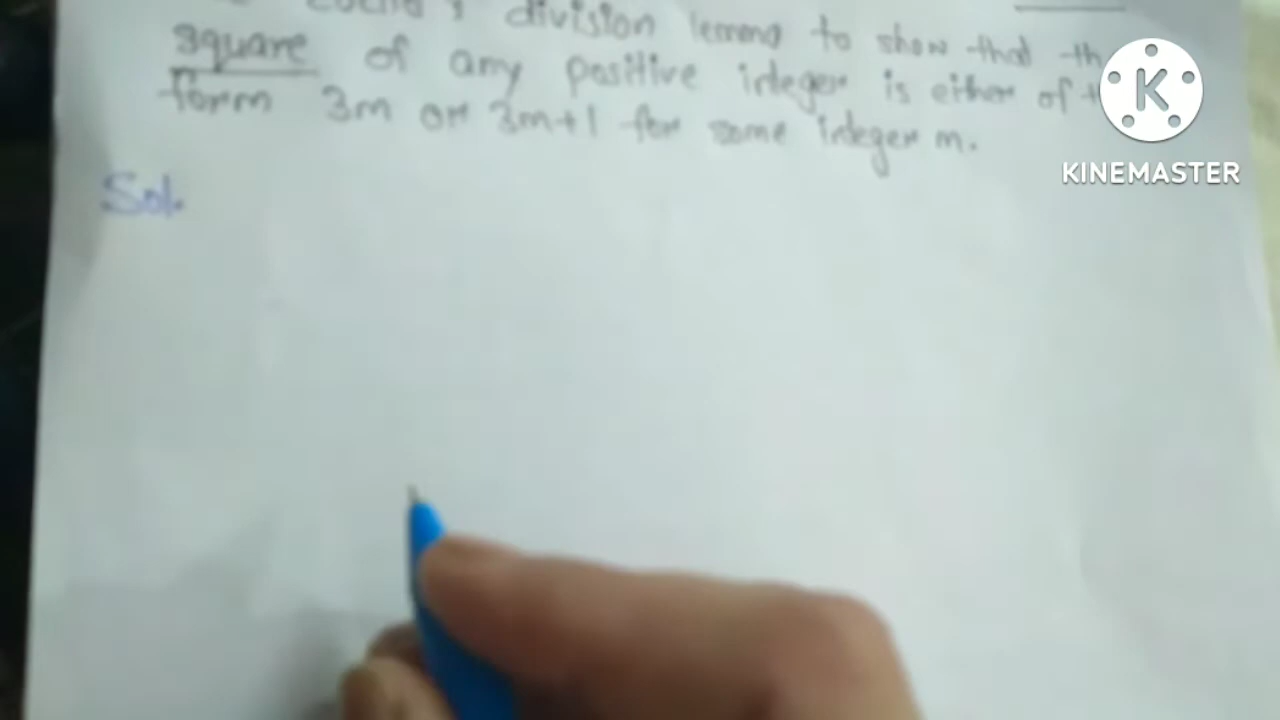 division lemma to show that th
square of any positive integer is either of t
form 3m or 3m+1 for some integer m.
K
KINEMASTER
Sol.